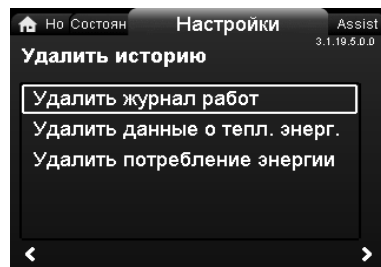 Но Состоян Настройки Assist
3.1.19.5.0.0
Удалить историю
Удалить журнал работ
Удалить данные о тепл. энерг.
Удалить потребление энергии